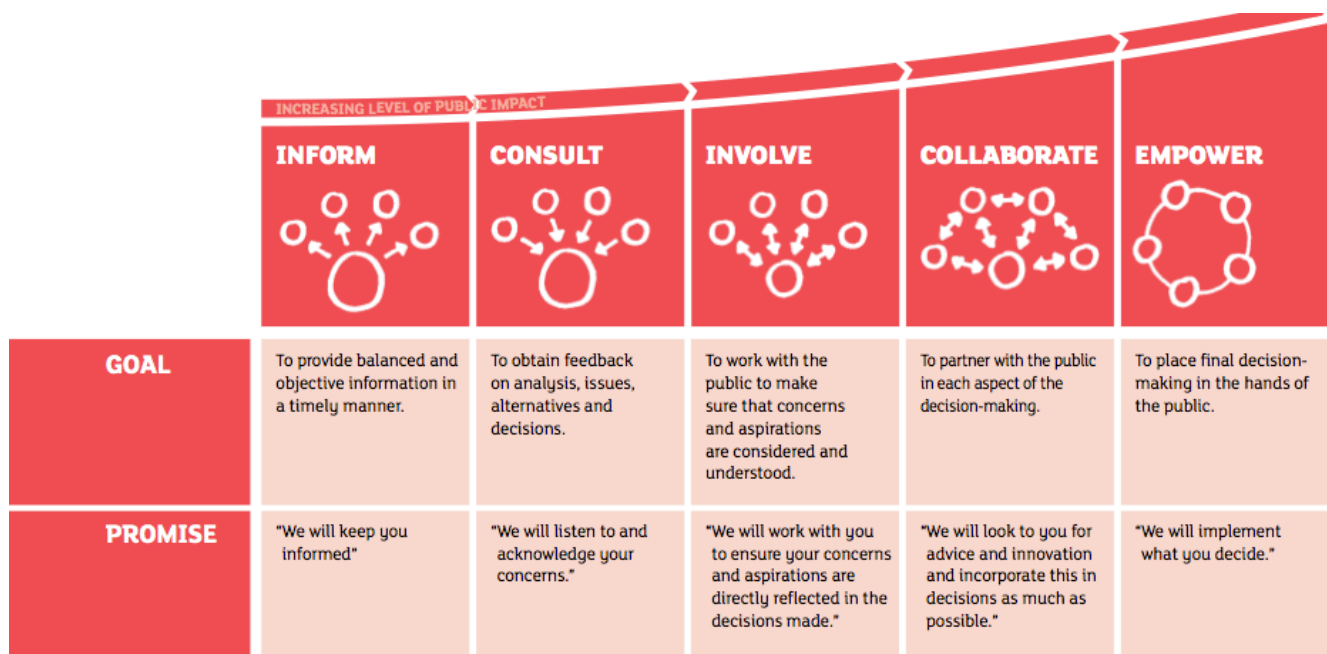 INCREASING LEVEL OF PUBLIC IMPACT
INFORM
CONSULT
INVOLVE
COLLABORATE
EMPOWER
GOAL
To provide balanced and
objective information in
a timely manner.
To obtain feedback
on analysis, issues,
alternatives and
decisions.
To work with the
public to make
sure that concerns
and aspirations
are considered and
understood.
To partner with the public
in each aspect of the
decision-making.
To place final decision-
making in the hands of
the public.
PROMISE
“We will keep you
informed”
“We will listen to and
acknowledge your
concerns.”
“We will work with you
to ensure your concerns
and aspirations are
directly reflected in the
decisions made.”
“We will look to you for
advice and innovation
and incorporate this in
decisions as much as
possible.”
“We will implement
what you decide.”